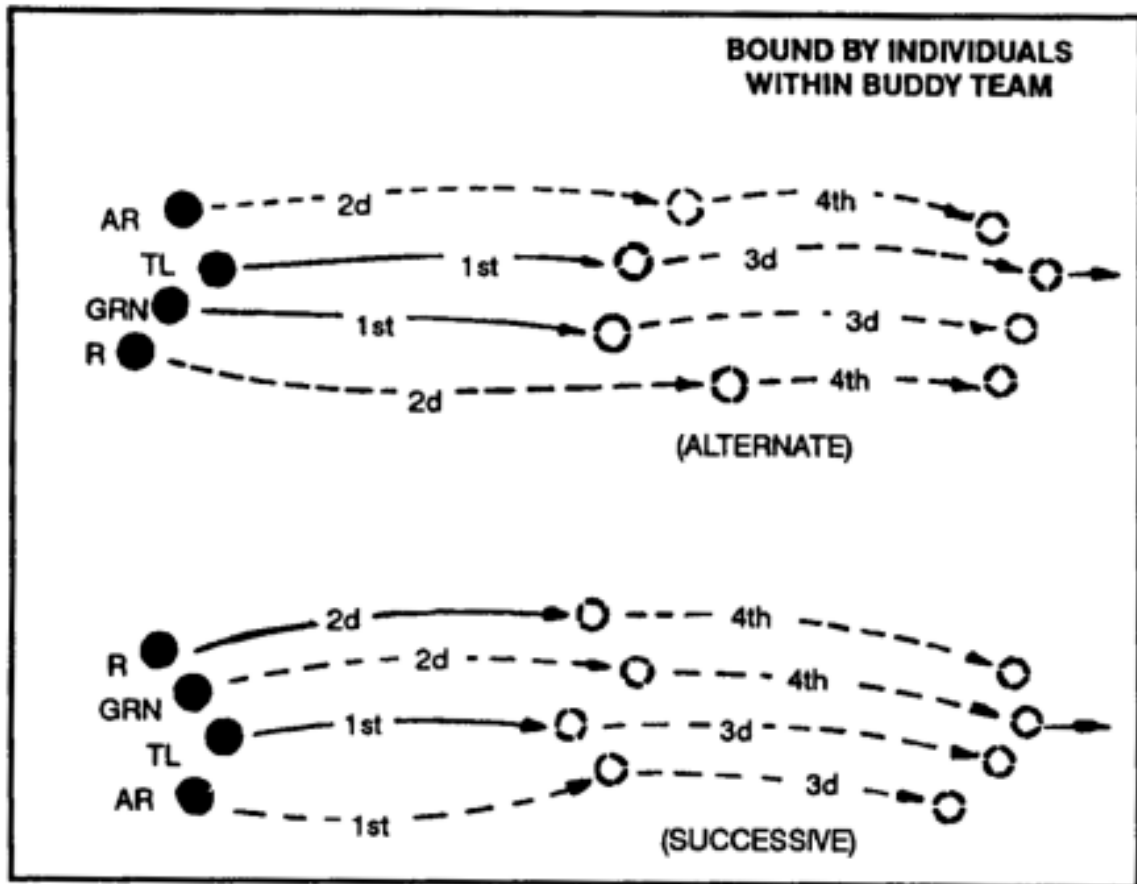 BOUND BY INDIVIDUALS
WITHIN BUDDY TEAM
AR 2d 4th
TL 1st 3d
GRN 1st 3d
R 2d 4th
(ALTERNATE)
R 2d 4th
GRN 2d 4th
TL 1st 3d
AR 1st 3d
(SUCCESSIVE)